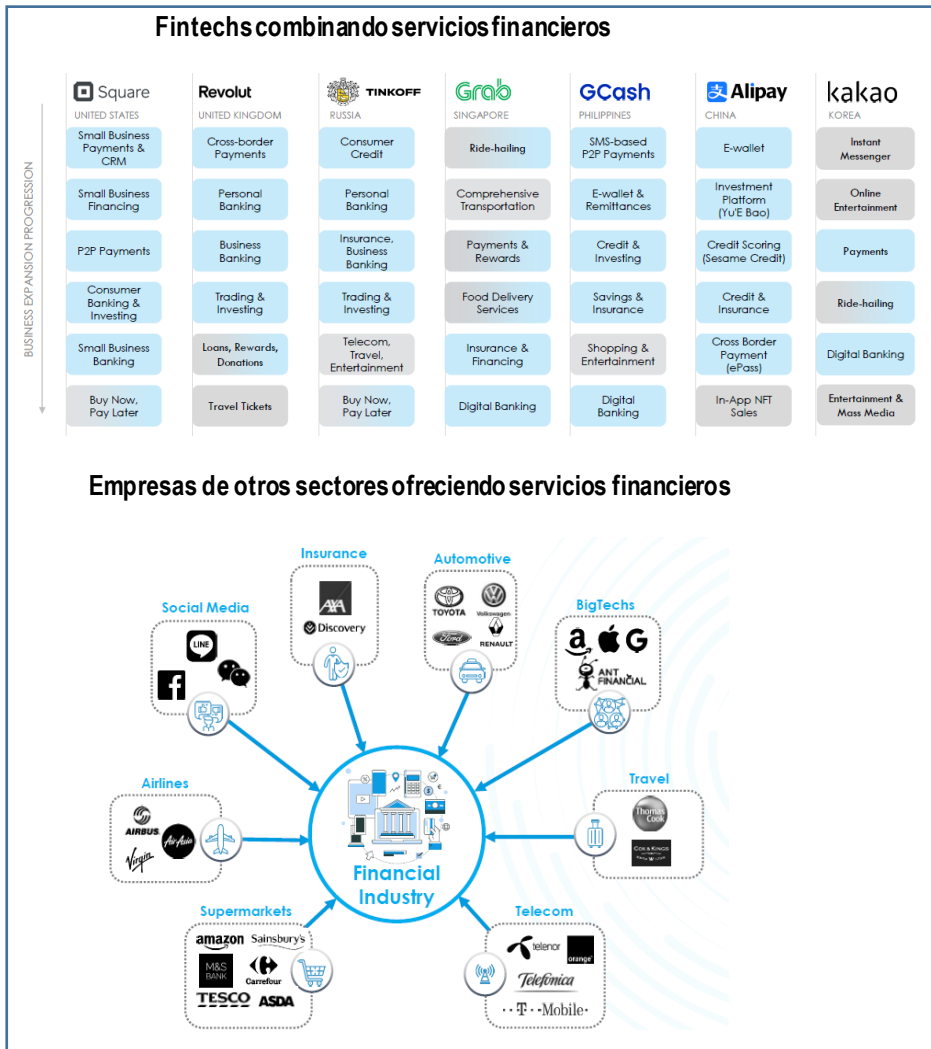 Fintechs combinando servicios financieros
Square
Revolut
TINKOFF
Grab
GCash
Alipay
kakao
UNITED STATES
UNITED KINGDOM
RUSSIA
SINGAPORE
PHILIPPINES
CHINA
KOREA
BUSINESS EXPANSION PROGRESSION
Small Business
Payments &
CRM
Cross-border
Payments
Consumer
Credit
Ride-hailing
SMS-based
P2P Payments
E-wallet
Instant
Messenger
Small Business
Financing
Personal
Banking
Personal
Banking
Comprehensive
Transportation
E-wallet &
Remittances
Investment
Platform
(Yu'E Bao)
Online
Entertainment
P2P Payments
Business
Banking
Insurance,
Business
Banking
Payments &
Rewards
Credit &
Investing
Credit Scoring
(Sesame Credit)
Payments
Consumer
Banking &
Investing
Trading &
Investing
Trading &
Investing
Food Delivery
Services
Savings &
Insurance
Credit &
Insurance
Ride-hailing
Small Business
Banking
Loans, Rewards,
Donations
Telecom,
Travel,
Entertainment
Insurance &
Financing
Shopping &
Entertainment
Cross Border
Payment
(ePass)
Digital Banking
Buy Now,
Pay Later
Travel Tickets
Buy Now,
Pay Later
Digital Banking
Digital
Banking
In-App NFT
Sales
Entertainment &
Mass Media
Empresas de otros sectores ofreciendo servicios financieros
Insurance
AXA
Discovery
Automotive
TOYOTA
Volkswagen
Ford
RENAULT
Social Media
LINE
BigTechs
ANT
FINANCIAL
Airlines
AIRBUS
AirAsia
Virgin
Travel
Thomas
Cook
COX & KINGS
Financial
Industry
Supermarkets
amazon
Sainsbury's
M&S
BANK
Carrefour
TESCO
ASDA
Telecom
telenor
orange
Telefónica
T Mobile